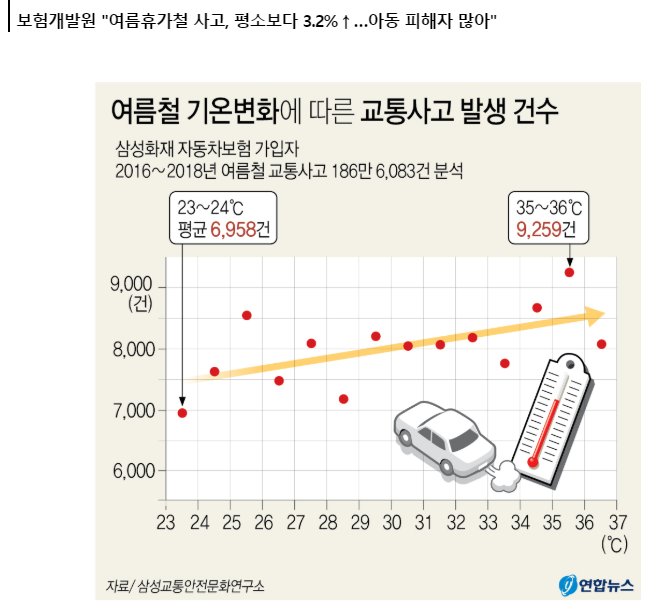 보험개발원 "여름휴가철 사고, 평소보다 3.2%↑…아동 피해자 많아"
여름철 기온변화에 따른 교통사고 발생 건수
삼성화재 자동차보험 가입자
2016~2018년 여름철 교통사고 186만 6,083건 분석
23~24℃
평균 6,958건
35~36℃
9,259건
9,000
(건)
8,000
7,000
6,000
23 24 25 26 27 28 29 30 31 32 33 34 35 36 37
(℃)
자료/ 삼성교통안전문화연구소
연합뉴스